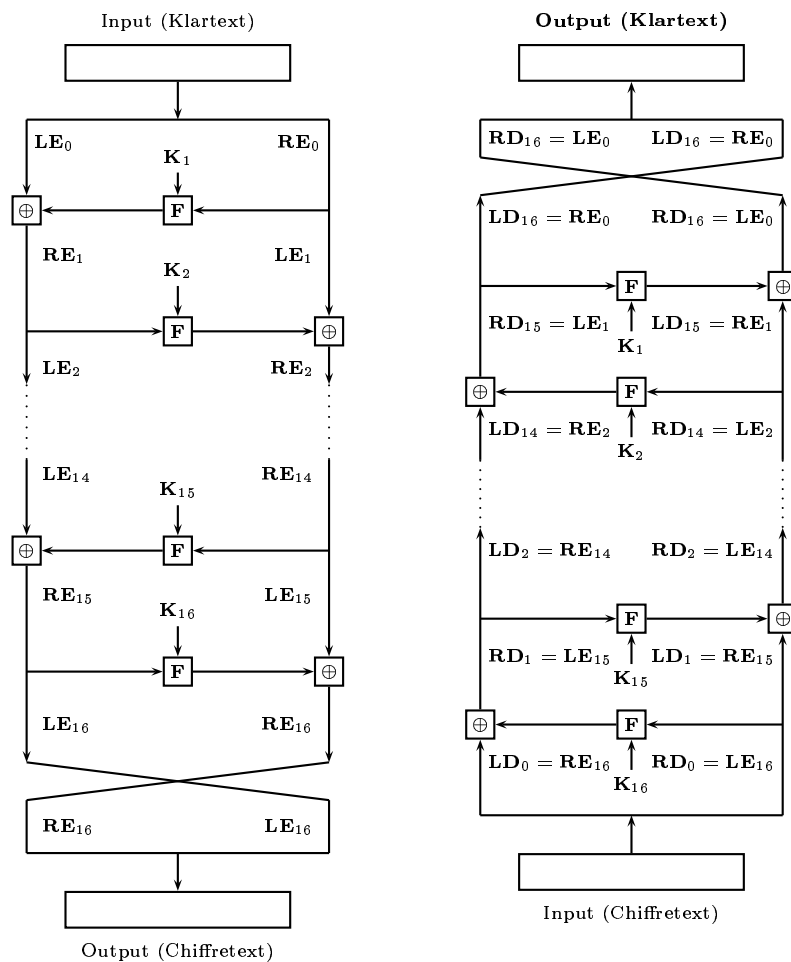 Input (Klartext)
LE₀ RE₀
K₁
⊕ F
RE₁ LE₁
K₂
F ⊕
LE₂ RE₂
LE₁₄ RE₁₄
K₁₅
⊕ F
RE₁₅ LE₁₅
K₁₆
F ⊕
LE₁₆ RE₁₆
RE₁₆ LE₁₆
Output (Chiffretext)
Output (Klartext)
RD₁₆ = LE₀ LD₁₆ = RE₀
LD₁₆ = RE₀ RD₁₆ = LE₀
F ⊕
RD₁₅ = LE₁ LD₁₅ = RE₁
K₁
⊕ F
LD₁₄ = RE₂ RD₁₄ = LE₂
K₂
LD₂ = RE₁₄ RD₂ = LE₁₄
F ⊕
RD₁ = LE₁₅ LD₁ = RE₁₅
K₁₅
⊕ F
LD₀ = RE₁₆ RD₀ = LE₁₆
K₁₆
Input (Chiffretext)